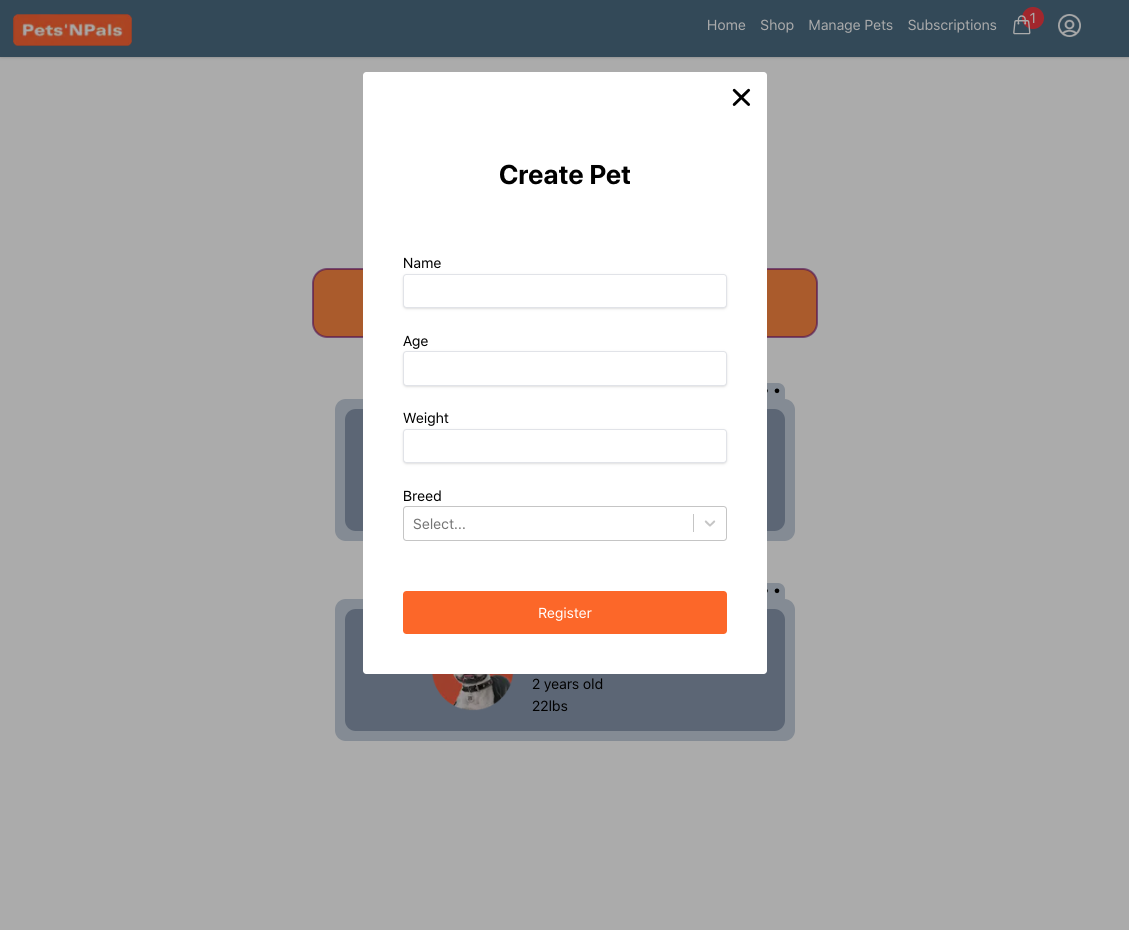 Pets'NPals
Home Shop Manage Pets Subscriptions 1
Create Pet
Name
Age
Weight
Breed
Select...
Register
2 years old
22lbs